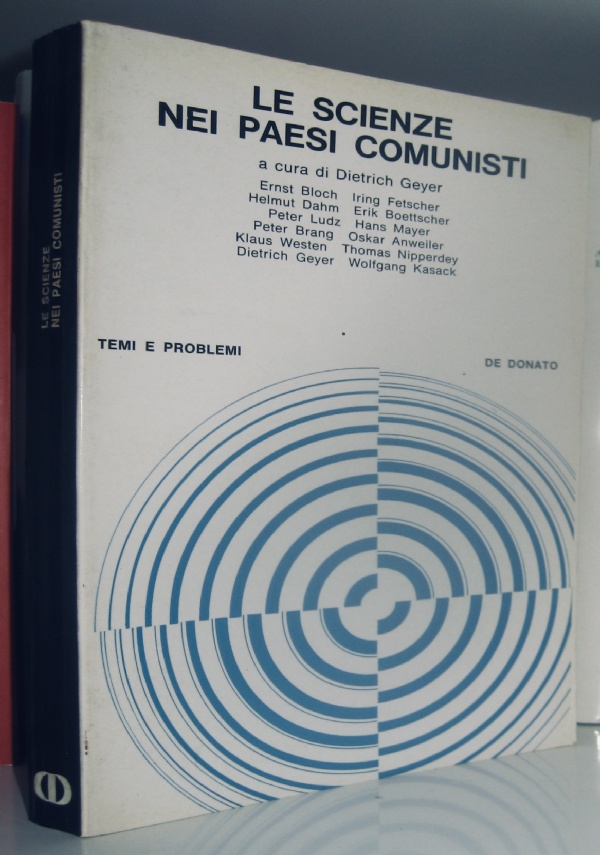 LE SCIENZE
NEI PAESI COMUNISTI
a cura di Dietrich Geyer
Ernst Bloch Iring Fetscher
Helmut Dahm Erik Boettscher
Peter Ludz Hans Mayer
Peter Brang Oskar Anweiler
Klaus Westen Thomas Nipperdey
Dietrich Geyer Wolfgang Kasack
TEMI E PROBLEMI
DE DONATO
LE SCIENZE
NEI PAESI COMUNISTI